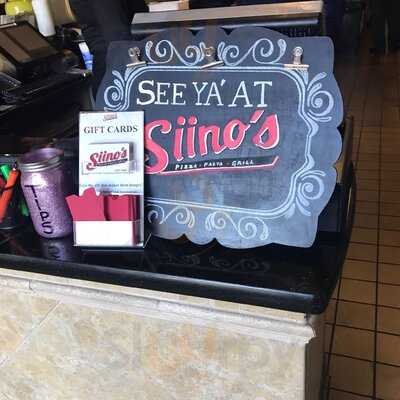 SEE YA' AT
Siino's
PIZZA · PASTA · GRILL
GIFT CARDS
Siino's
TIPS